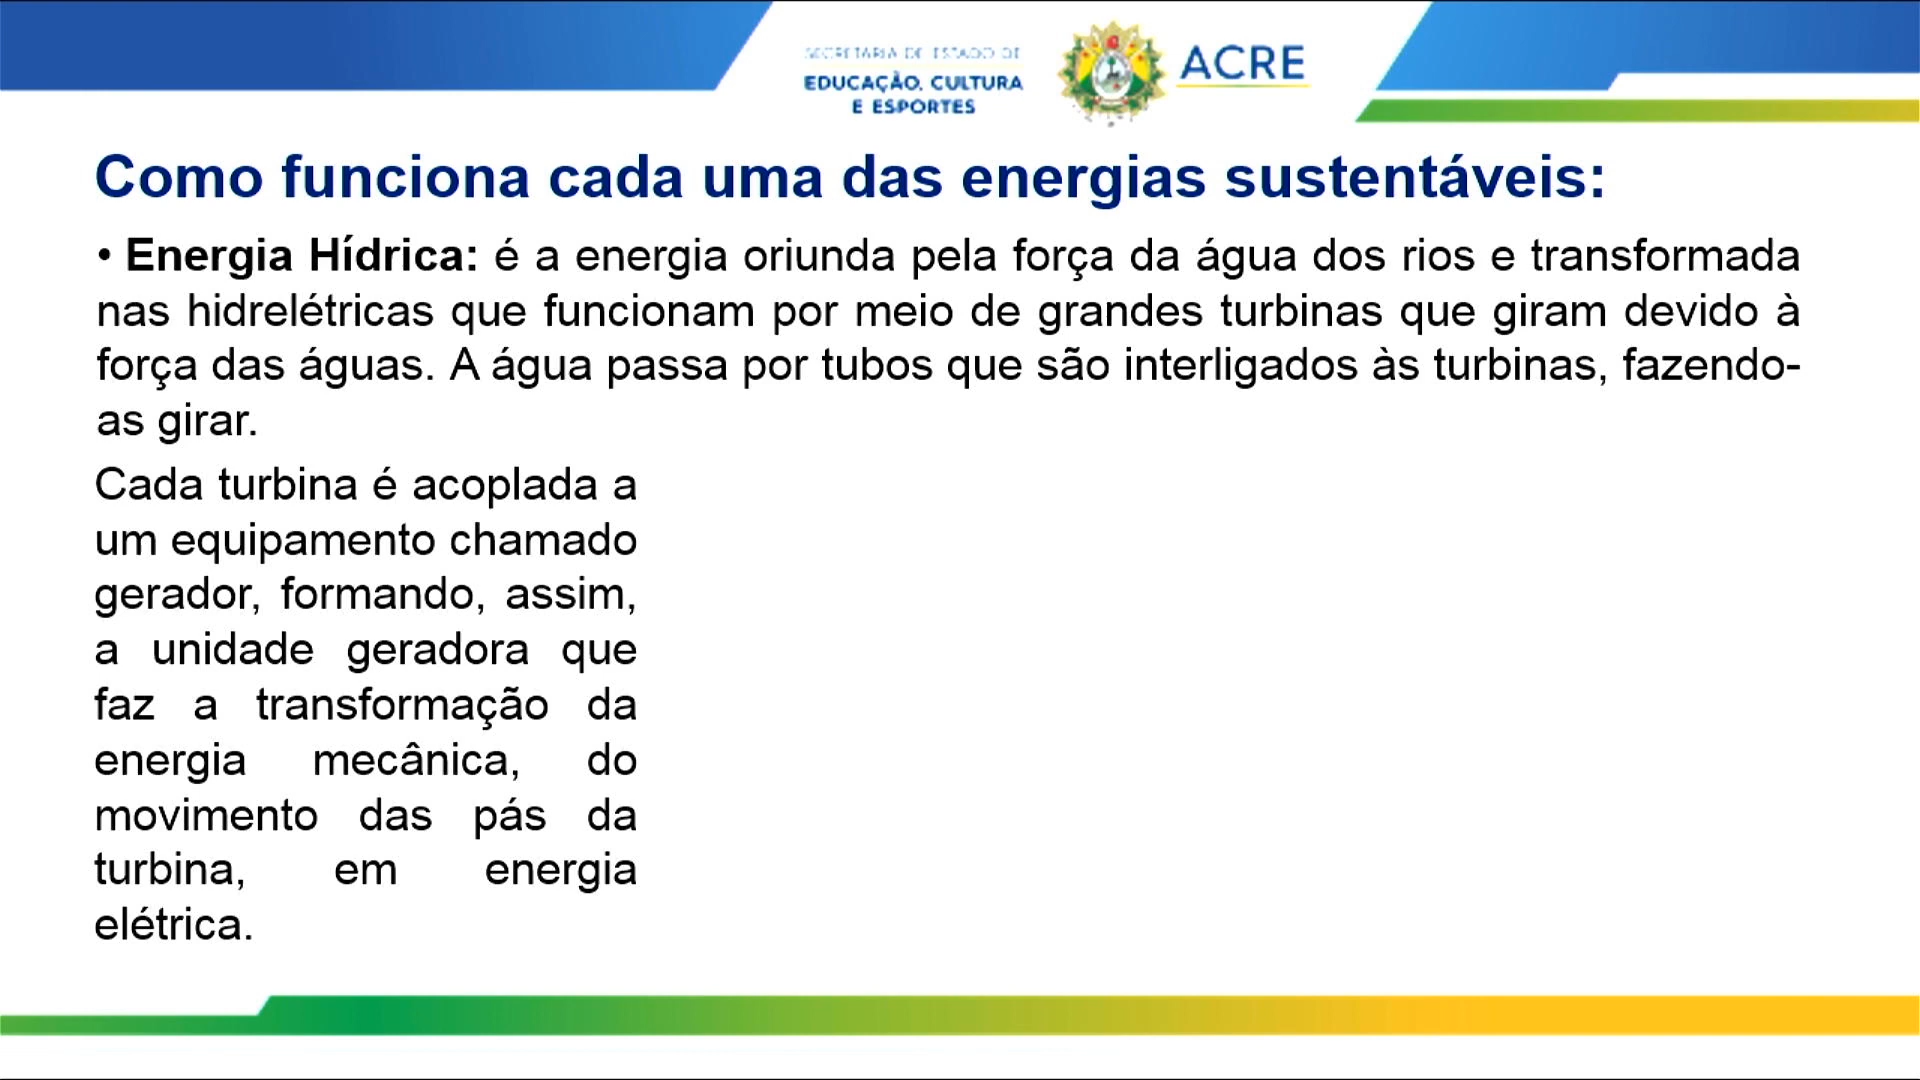 SECRETARIA DE ESTADO DE
EDUCAÇÃO, CULTURA
E ESPORTES
ACRE
Como funciona cada uma das energias sustentáveis:
• Energia Hídrica: é a energia oriunda pela força da água dos rios e transformada
nas hidrelétricas que funcionam por meio de grandes turbinas que giram devido à
força das águas. A água passa por tubos que são interligados às turbinas, fazendo-
as girar.
Cada turbina é acoplada a
um equipamento chamado
gerador, formando, assim,
a unidade geradora que
faz a transformação da
energia mecânica, do
movimento das pás da
turbina, em energia
elétrica.